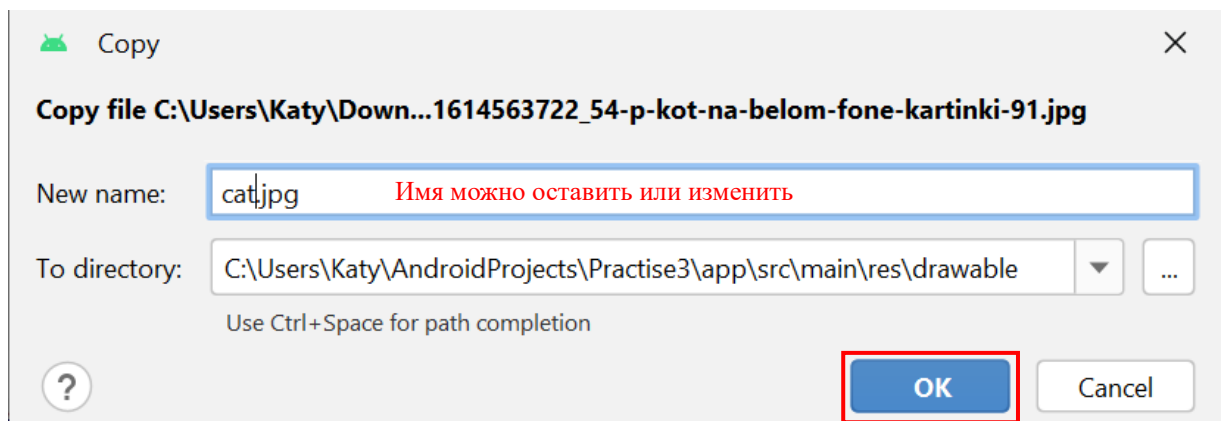 Copy
Copy file C:\Users\Katy\Down...1614563722_54-p-kot-na-belom-fone-kartinki-91.jpg
New name: cat.jpg Имя можно оставить или изменить
To directory: C:\Users\Katy\AndroidProjects\Practise3\app\src\main\res\drawable ...
Use Ctrl+Space for path completion
? OK Cancel